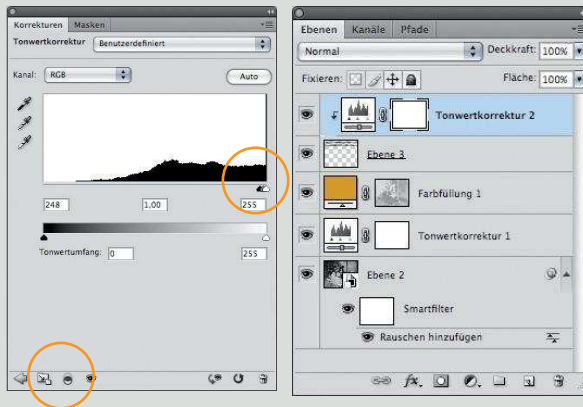 Korrekturen Masken
Tonwertkorrektur Benutzerdefiniert
Kanal: RGB Auto
248 1,00 255
Tonwertumfang: 0 255
Ebenen Kanäle Pfade
Normal Deckkraft: 100%
Fixieren: Fläche: 100%
Tonwertkorrektur 2
Ebene 3
Farbfüllung 1
Tonwertkorrektur 1
Ebene 2
Smartfilter
Rauschen hinzufügen
fx.